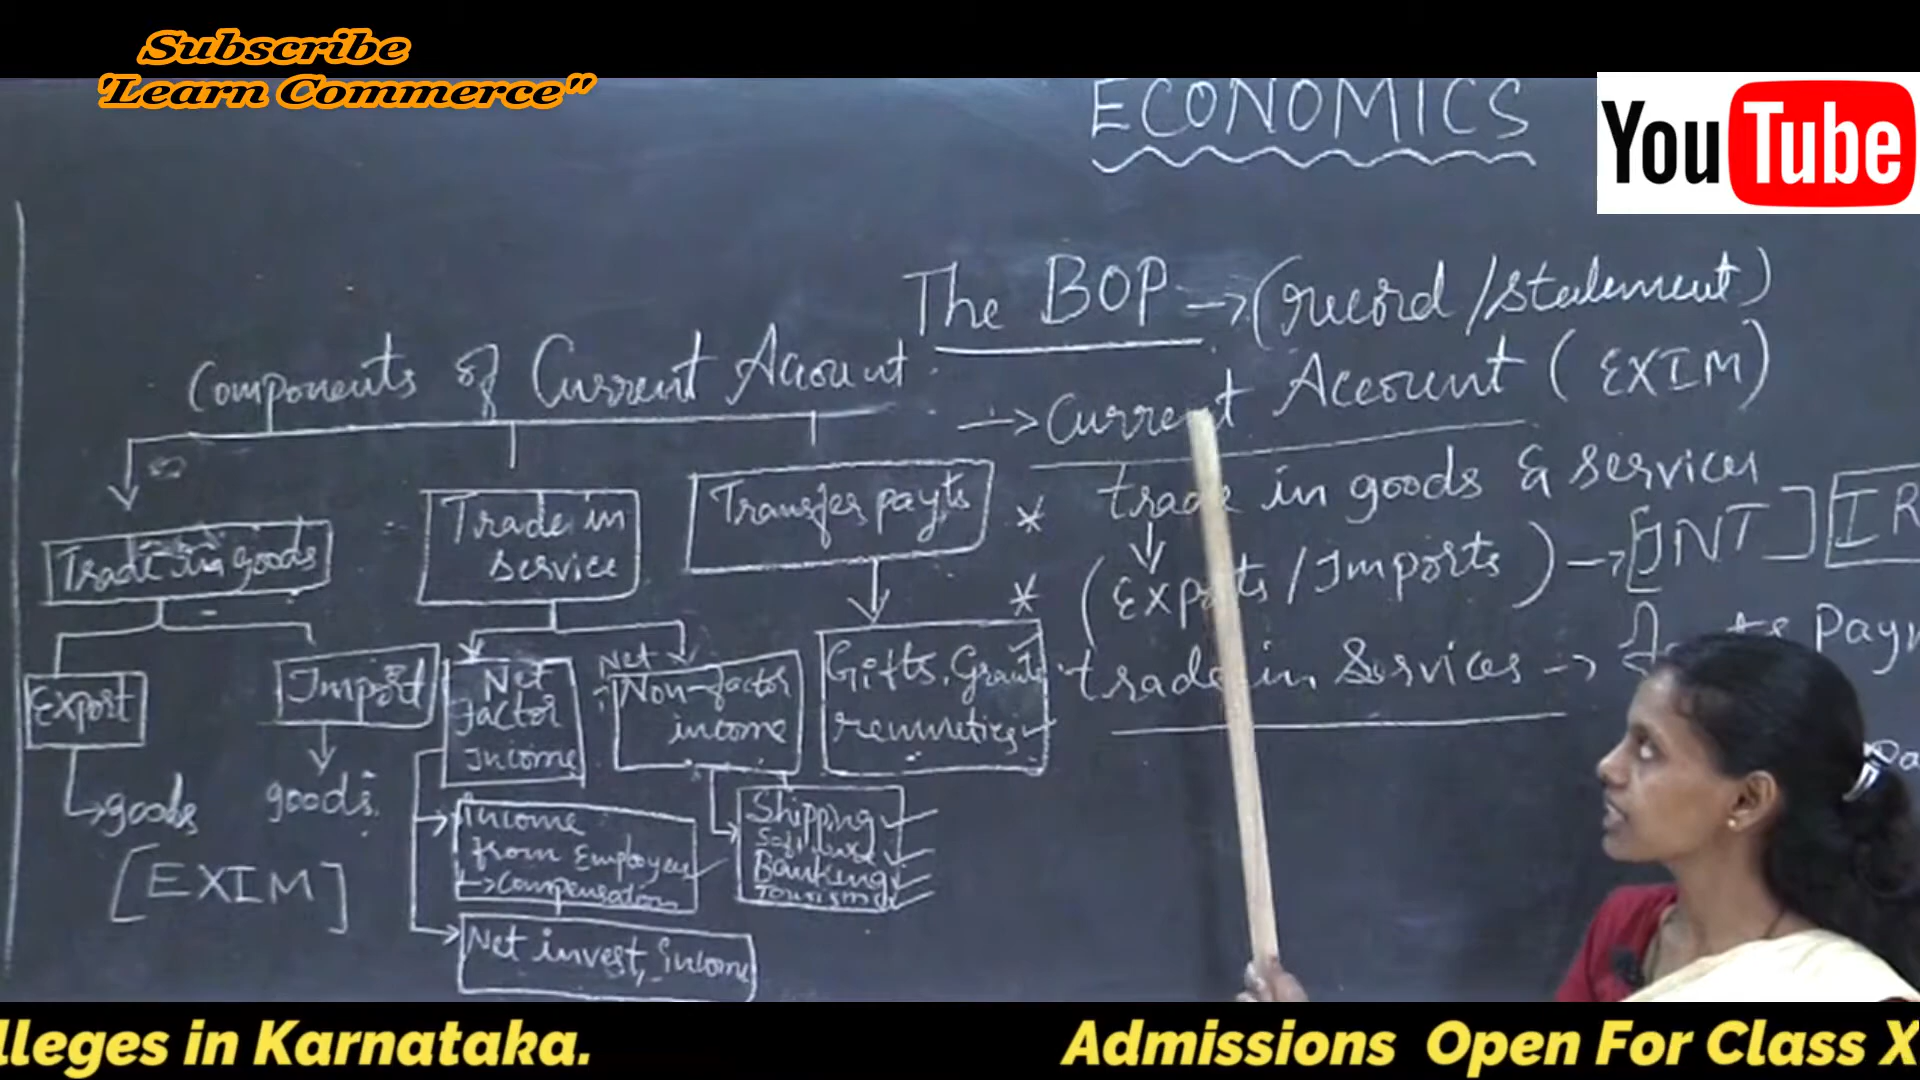 Subscribe
'Learn Commerce"
YouTube
ECONOMICS
The BOP → (record/statement)
→ Current Account (EXIM)
* trade in goods & services
* (Exports/Imports) → [INT] IR
trade in Services →
Components of Current Account
Trade in goods
Trade in
service
Transfer payts
Export
Import
→ goods
goods
[EXIM]
Net
Factor
Income
Net
Non-factor
income
Gifts, Grants
Income
from Employees
→ Compensation
Net invest, income
Shipping
Banking
Tourism
lleges in Karnataka.
Admissions Open For Class X